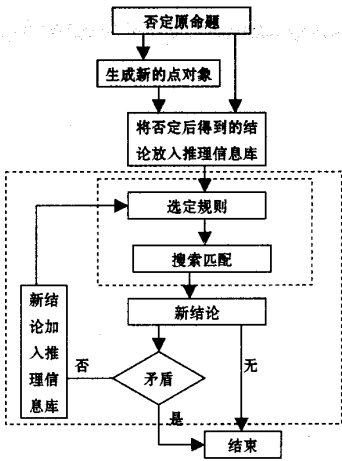 否定原命题
生成新的点对象
将否定后得到的结
论放入推理信息库
选定规则
搜索匹配
新结论
新结
论加
入推
理信
息库
否
矛盾
无
是
结束